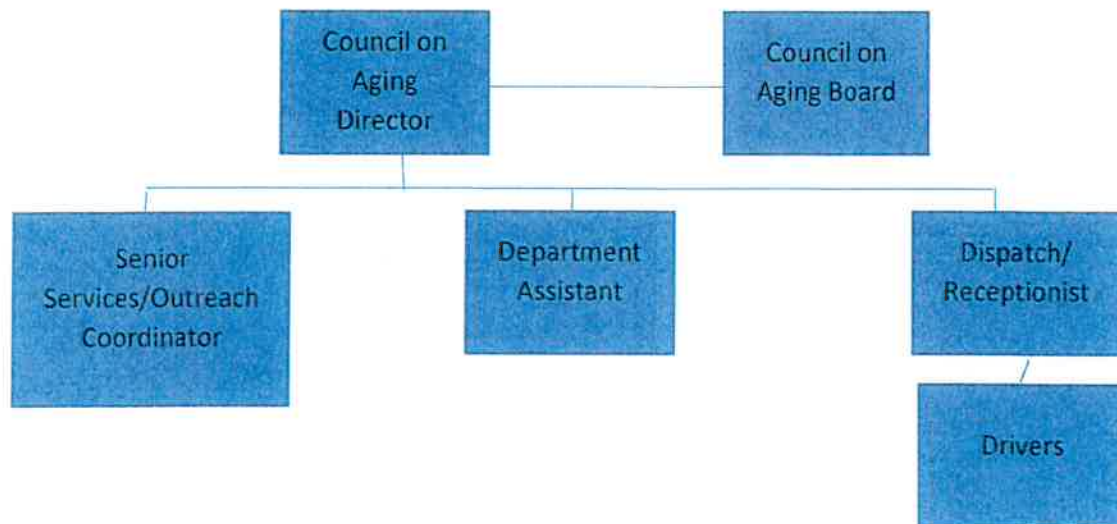 Council on
Aging
Director
Council on
Aging Board
Senior
Services/Outreach
Coordinator
Department
Assistant
Dispatch/
Receptionist
Drivers